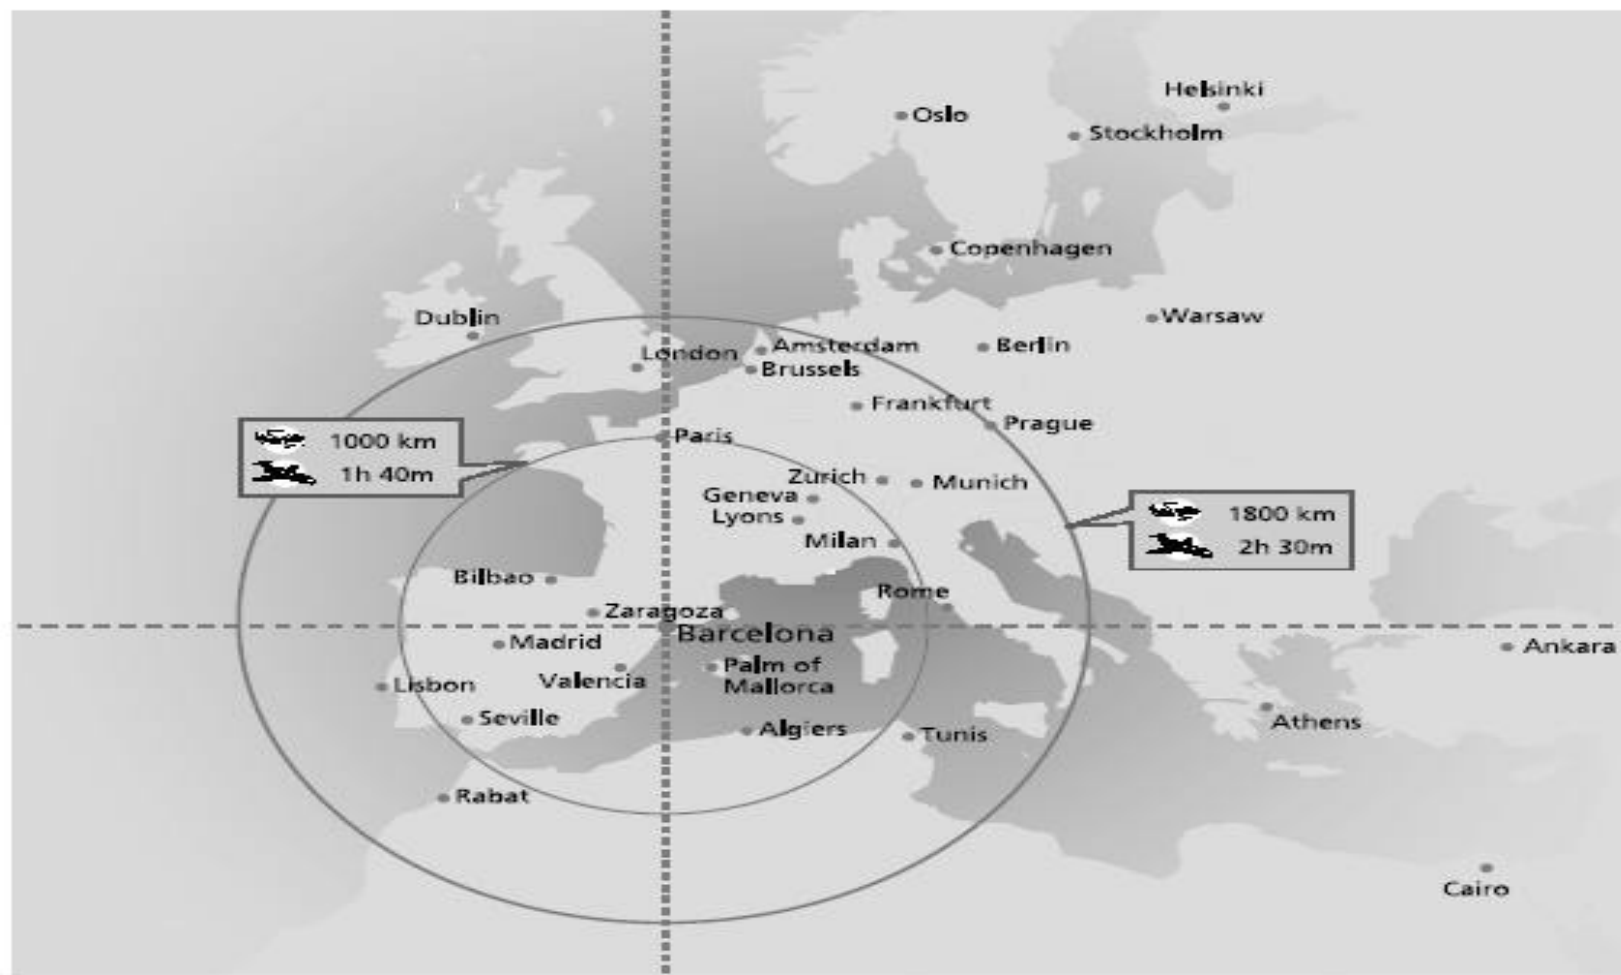 Helsinki
Oslo
Stockholm
Copenhagen
Dublin
Warsaw
London
Amsterdam
Berlin
Brussels
Frankfurt
Prague
1000 km
1h 40m
Paris
Zurich
Munich
Geneva
Lyons
1800 km
2h 30m
Milan
Bilbao
Rome
Zaragoza
Barcelona
Madrid
Ankara
Valencia
Palm of
Mallorca
Lisbon
Seville
Algiers
Tunis
Athens
Rabat
Cairo